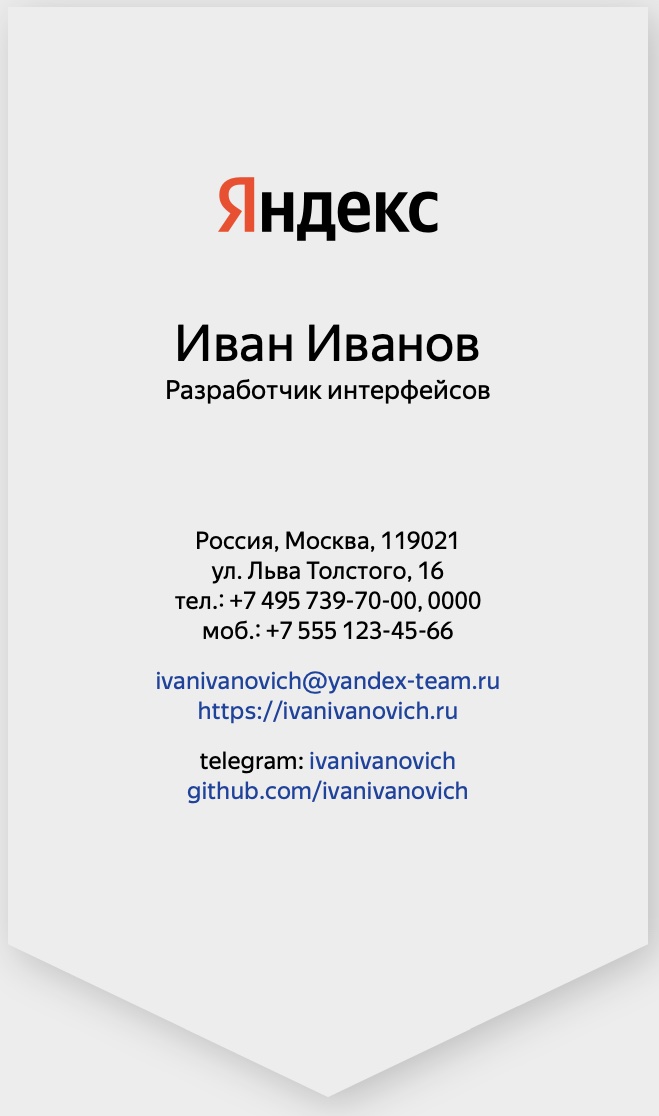 Яндекс
Иван Иванов
Разработчик интерфейсов
Россия, Москва, 119021
ул. Льва Толстого, 16
тел.: +7 495 739-70-00, 0000
моб.: +7 555 123-45-66
ivanivanovich@yandex-team.ru
https://ivanivanovich.ru
telegram: ivanivanovich
github.com/ivanivanovich